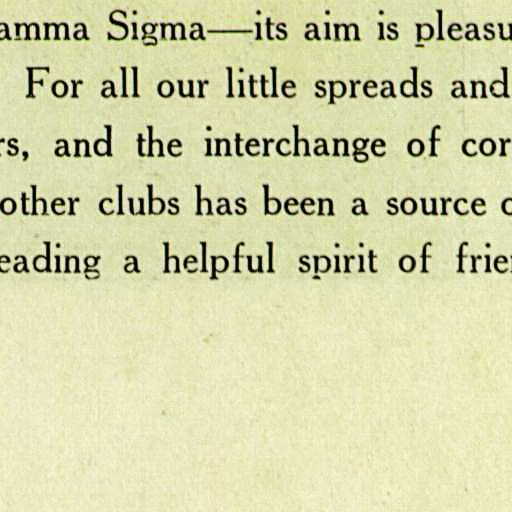 amma Sigma—its aim is pleasu
For all our little spreads and
rs, and the interchange of cor
other clubs has been a source o
eading a helpful spirit of frie